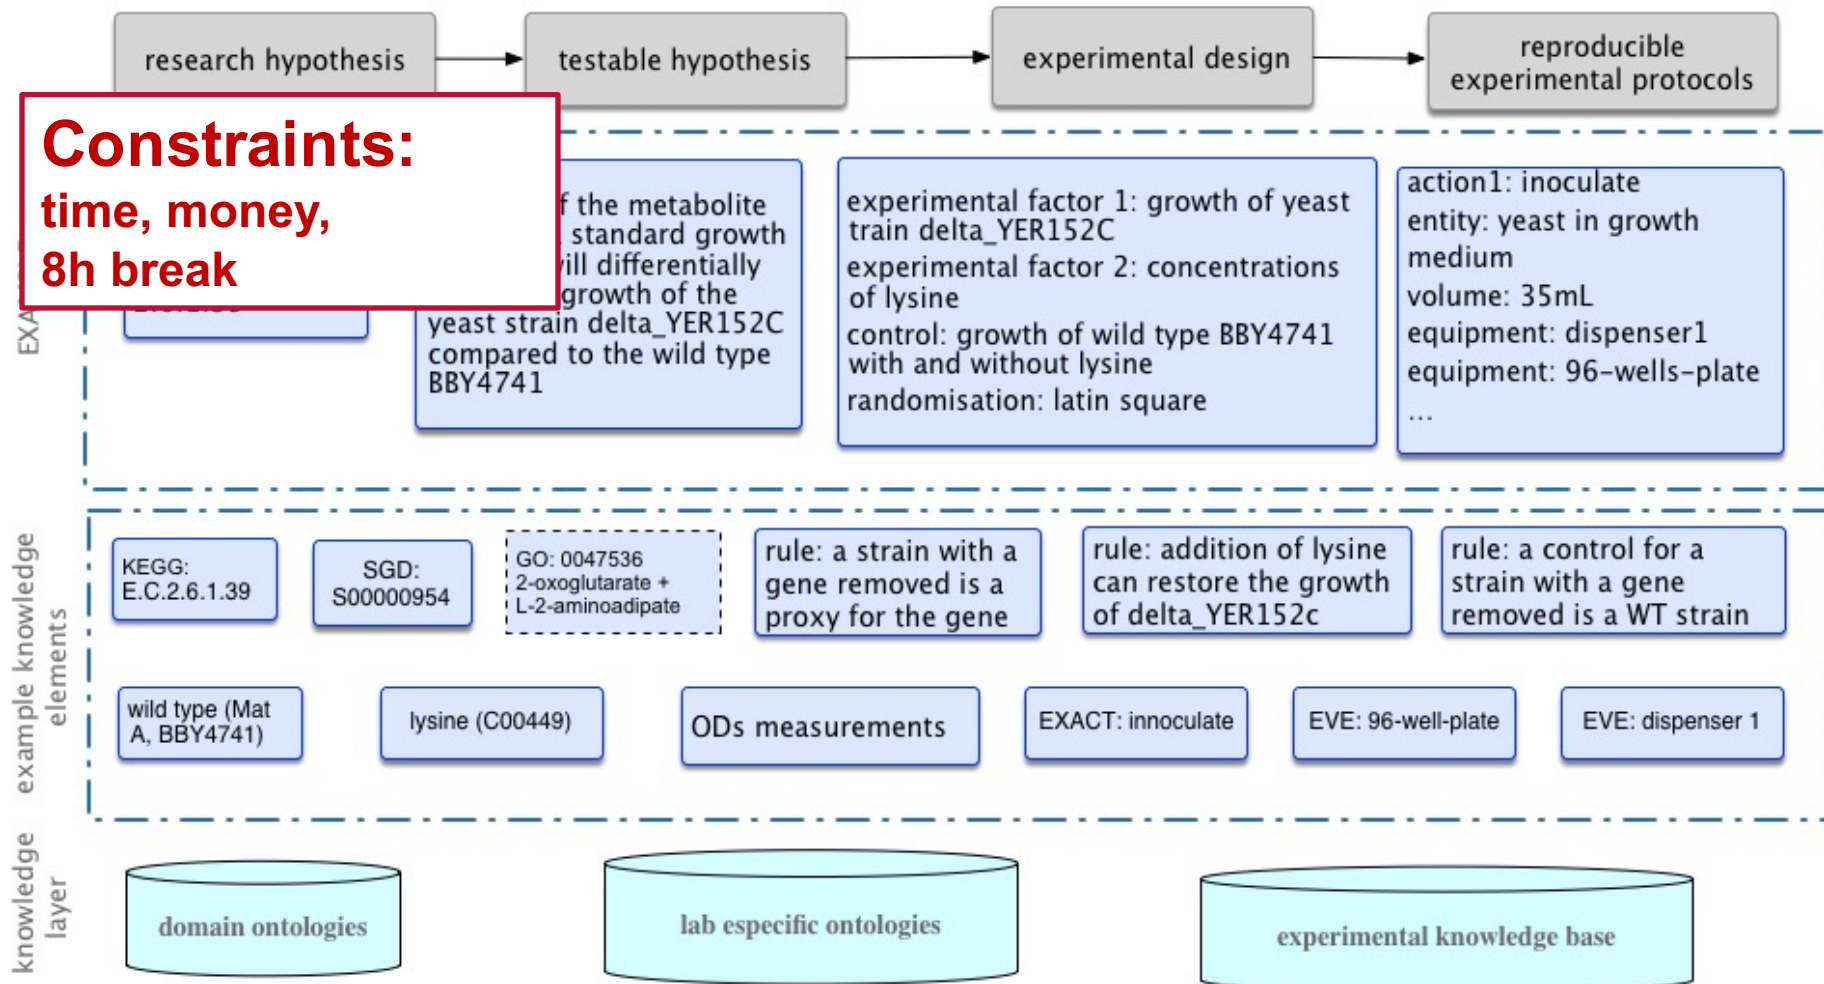 research hypothesis
testable hypothesis
experimental design
reproducible
experimental protocols
Constraints:
time, money,
8h break
f the metabolite
standard growth
ill differentially
growth of the
yeast strain delta_YER152C
compared to the wild type
BBY4741
experimental factor 1: growth of yeast
train delta_YER152C
experimental factor 2: concentrations
of lysine
control: growth of wild type BBY4741
with and without lysine
randomisation: latin square
action1: inoculate
entity: yeast in growth
medium
volume: 35mL
equipment: dispenser1
equipment: 96-wells-plate
...
example knowledge
elements
KEGG:
E.C.2.6.1.39
SGD:
S00000954
GO: 0047536
2-oxoglutarate +
L-2-aminoadipate
rule: a strain with a
gene removed is a
proxy for the gene
rule: addition of lysine
can restore the growth
of delta_YER152c
rule: a control for a
strain with a gene
removed is a WT strain
wild type (Mat
A, BBY4741)
lysine (C00449)
ODs measurements
EXACT: innoculate
EVE: 96-well-plate
EVE: dispenser 1
knowledge
layer
domain ontologies
lab especific ontologies
experimental knowledge base